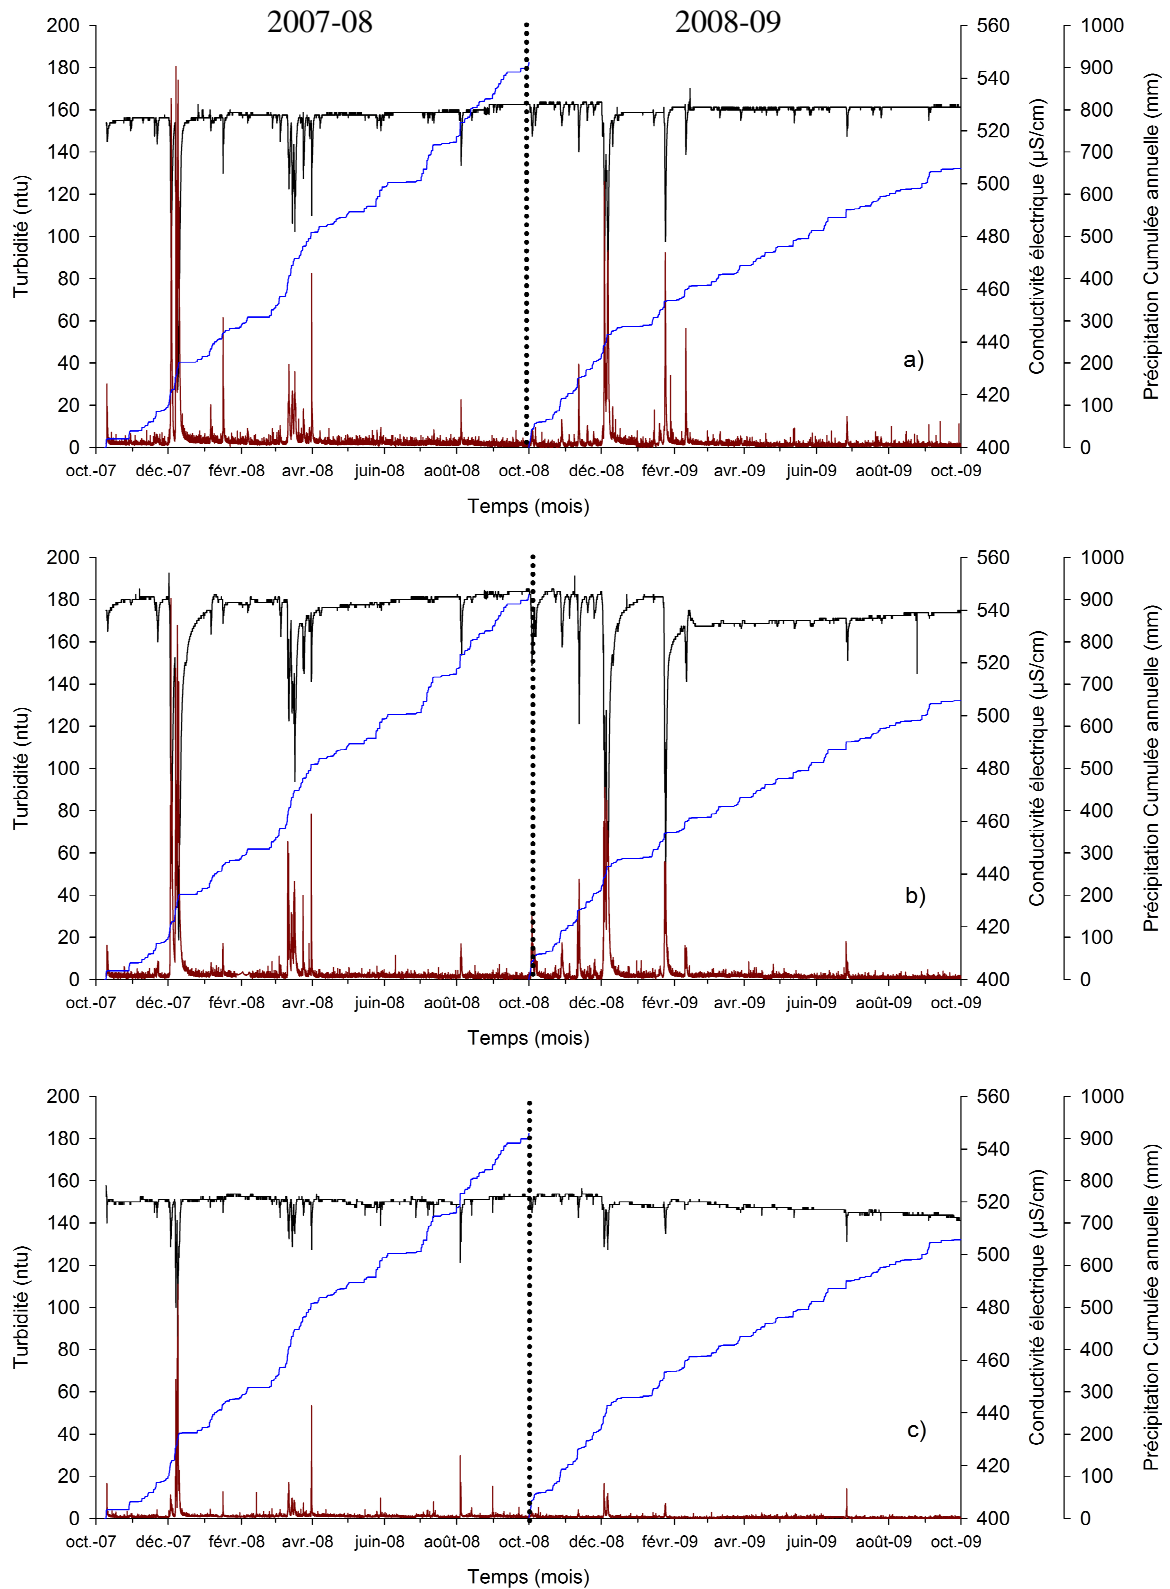 2007-08 2008-09
200 560 1000
180 540 900
160 520 800
140 700
120 500 600
100 480 500
80 460 400
60 440 300
40 420 200
20 100
0 400 0
Turbidité (ntu)
Conductivité électrique (µS/cm)
Précipitation Cumulée annuelle (mm)
a)
oct.-07 déc.-07 févr.-08 avr.-08 juin-08 août-08 oct.-08 déc.-08 févr.-09 avr.-09 juin-09 août-09 oct.-09
Temps (mois)
200 560 1000
180 540 900
160 520 800
140 700
120 500 600
100 480 500
80 460 400
60 440 300
40 420 200
20 100
0 400 0
Turbidité (ntu)
Conductivité électrique (µS/cm)
Précipitation Cumulée annuelle (mm)
b)
oct.-07 déc.-07 févr.-08 avr.-08 juin-08 août-08 oct.-08 déc.-08 févr.-09 avr.-09 juin-09 août-09 oct.-09
Temps (mois)
200 560 1000
180 540 900
160 520 800
140 700
120 500 600
100 480 500
80 460 400
60 440 300
40 420 200
20 100
0 400 0
Turbidité (ntu)
Conductivité électrique (µS/cm)
Précipitation Cumulée annuelle (mm)
c)
oct.-07 déc.-07 févr.-08 avr.-08 juin-08 août-08 oct.-08 déc.-08 févr.-09 avr.-09 juin-09 août-09 oct.-09
Temps (mois)